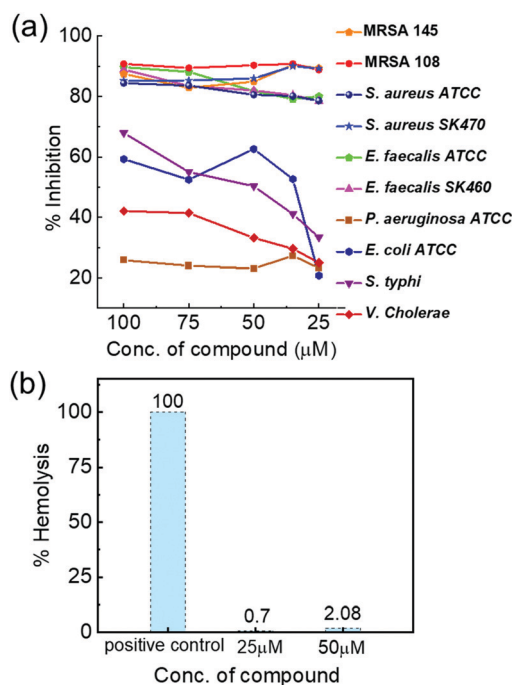 (a)
MRSA 145
MRSA 108
S. aureus ATCC
S. aureus SK470
E. faecalis ATCC
E. faecalis SK460
P. aeruginosa ATCC
E. coli ATCC
S. typhi
V. Cholerae
% Inhibition
100
80
60
40
20
100 75 50 25
Conc. of compound (μM)
(b)
% Hemolysis
100
75
50
25
0
100
0.7
2.08
positive control 25μM 50μM
Conc. of compound